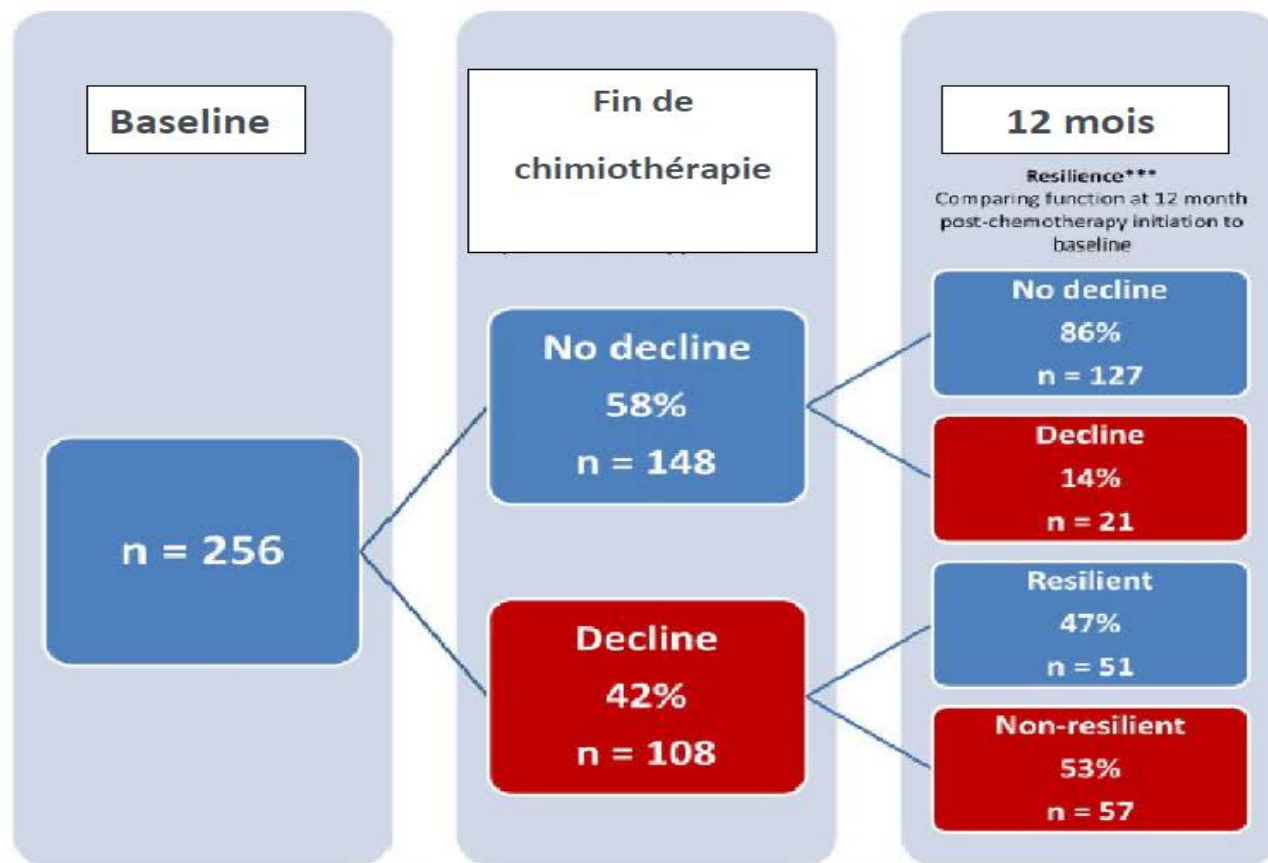 Baseline
n = 256
Fin de
chimiothérapie
No decline
58%
n = 148
Decline
42%
n = 108
12 mois
Resilience***
Comparing function at 12 month
post-chemotherapy initiation to
baseline
No decline
86%
n = 127
Decline
14%
n = 21
Resilient
47%
n = 51
Non-resilient
53%
n = 57